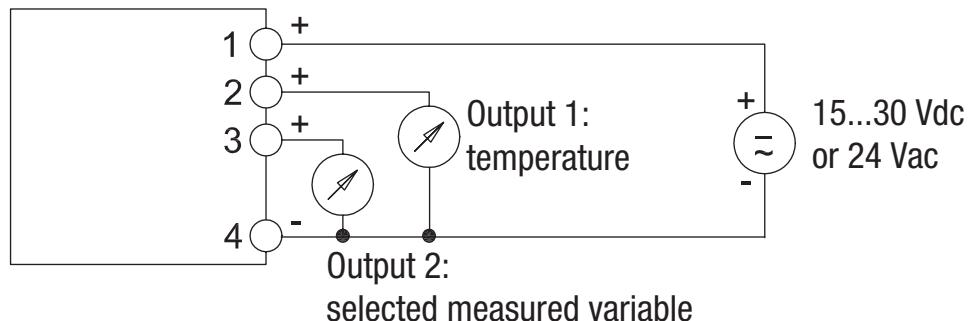 1
+
2
+
3
+
4
-
Output 1:
temperature
+
-
15...30 Vdc
or 24 Vac
Output 2:
selected measured variable